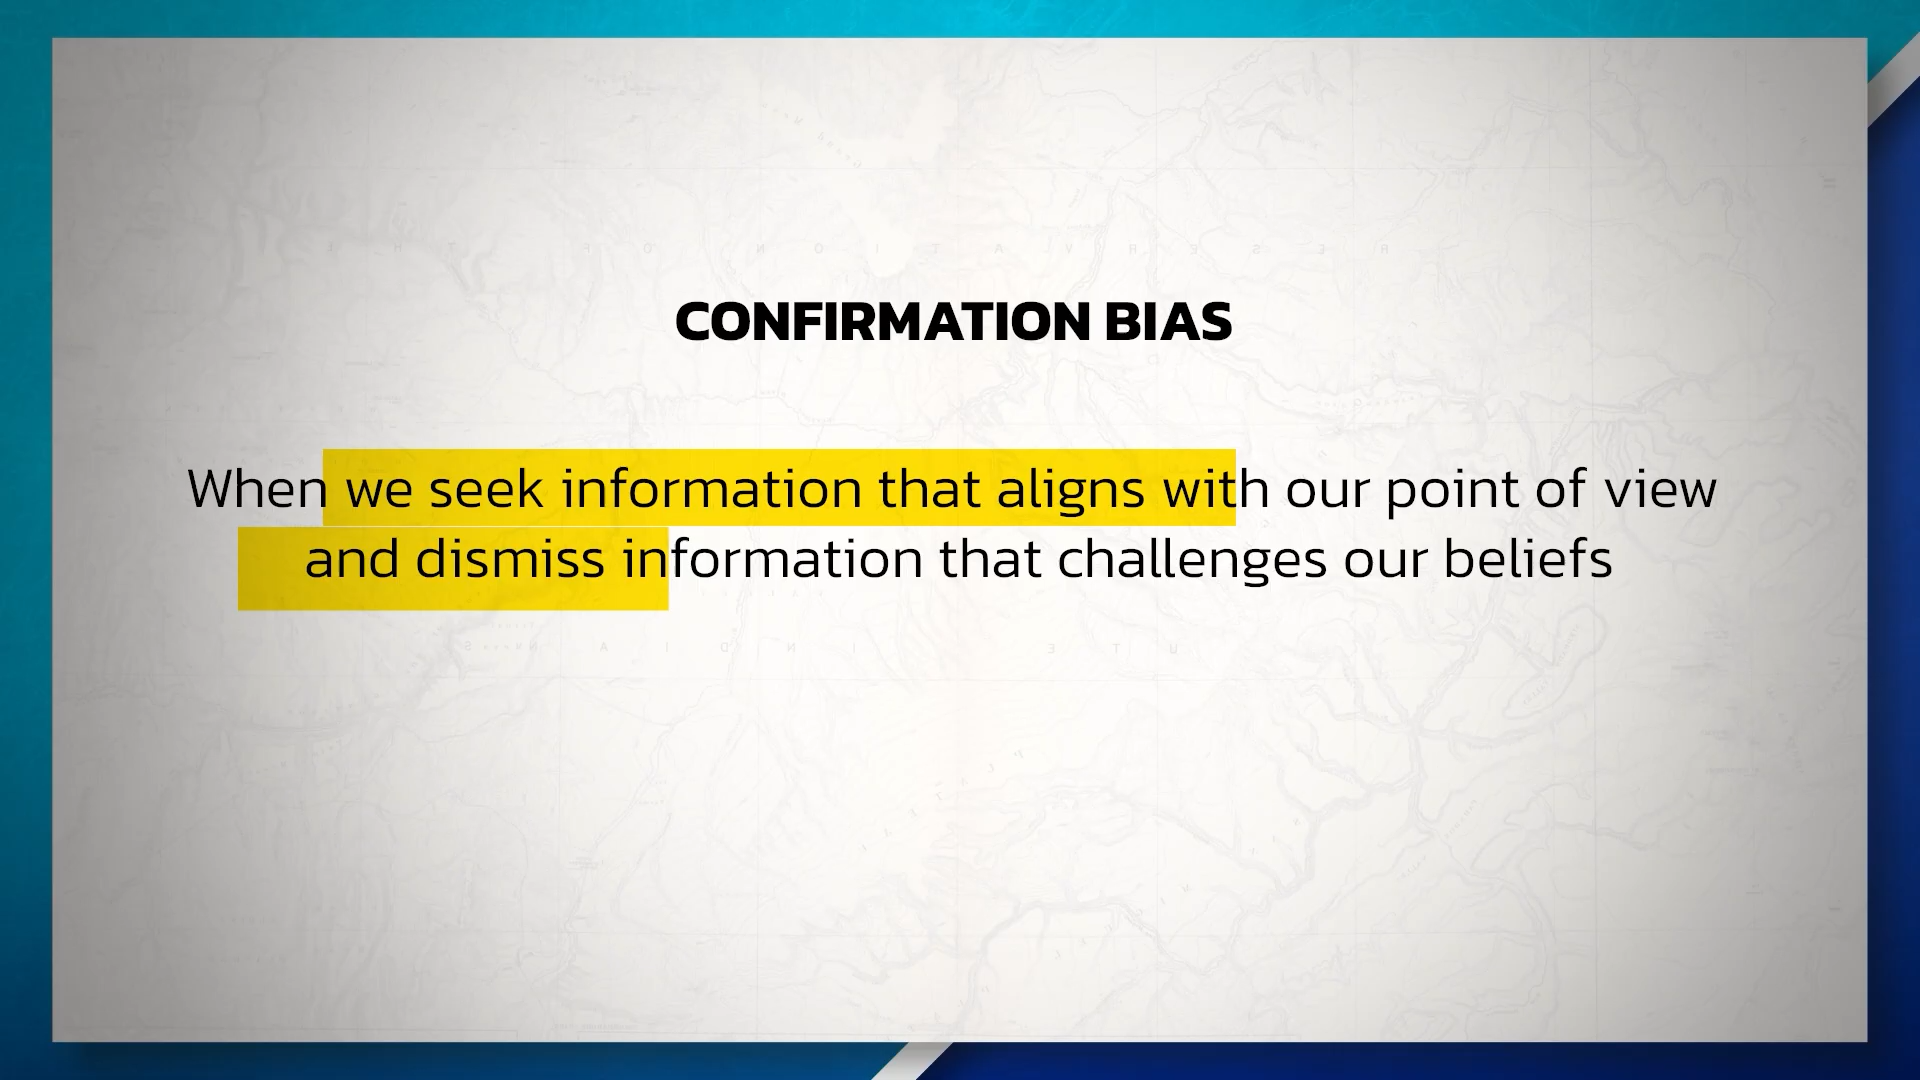 CONFIRMATION BIAS
When we seek information that aligns with our point of view
and dismiss information that challenges our beliefs